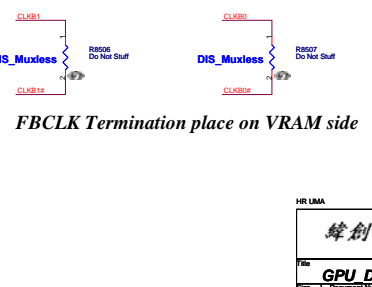 CLKB1
CLKB0
1
1
R8506
Do Not Stuff
R8507
Do Not Stuff
DIS_Muxless
2
2
CLKB1#
CLKB0#
FBCLK Termination place on VRAM side
HR UMA
緯創
Title
GPU_D
Size